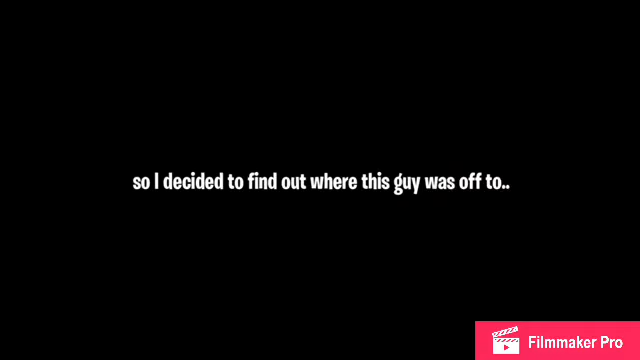 so I decided to find out where this guy was off to..
Filmmaker Pro